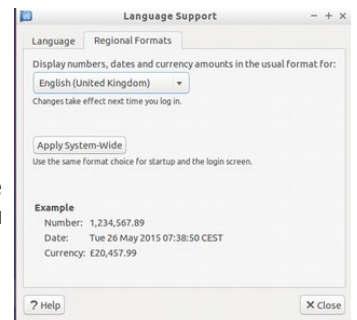 Language Support
Language Regional Formats
Display numbers, dates and currency amounts in the usual format for:
English (United Kingdom)
Changes take effect next time you log in.
Apply System-Wide
Use the same format choice for startup and the login screen.
Example
Number: 1,234,567.89
Date: Tue 26 May 2015 07:38:50 CEST
Currency: £20,457.99
? Help
Close